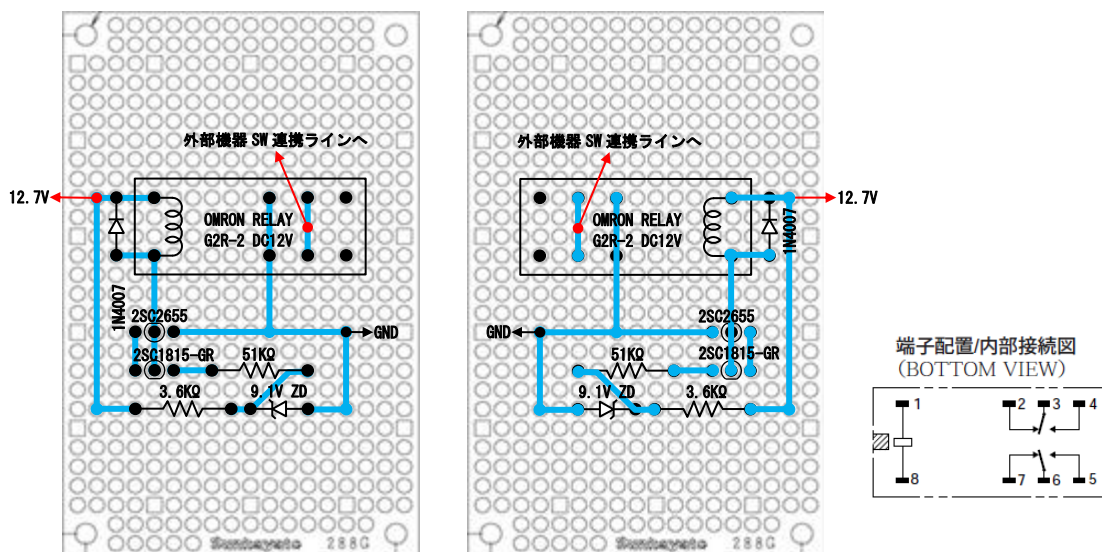 外部機器 SW 連携ラインへ
12.7V
OMRON RELAY
G2R-2 DC12V
1N4007
2SC2655
GND
2SC1815-GR
51KΩ
3.6KΩ
9.1V ZD
Sunhayato 288G
外部機器 SW 連携ラインへ
12.7V
OMRON RELAY
G2R-2 DC12V
1N4007
2SC2655
GND
2SC1815-GR
51KΩ
9.1V ZD
3.6KΩ
Sunhayato 288G
端子配置/内部接続図
(BOTTOM VIEW)
1 2 3 4
8 7 6 5